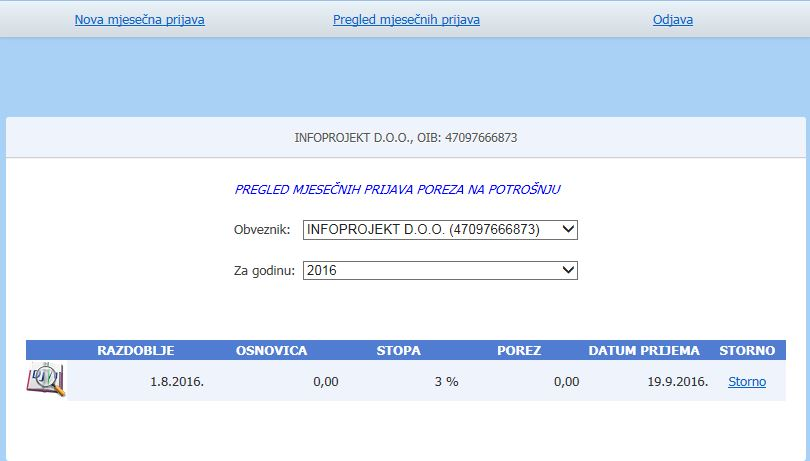 Nova mjesečna prijava Pregled mjesečnih prijava Odjava
INFOPROJEKT D.O.O., OIB: 47097666873
PREGLED MJESEČNIH PRIJAVA POREZA NA POTROŠNJU
Obveznik: INFOPROJEKT D.O.O. (47097666873)
Za godinu: 2016
RAZDOBLJE OSNOVICA STOPA POREZ DATUM PRIJEMA STORNO
1.8.2016. 0,00 3 % 0,00 19.9.2016. Storno